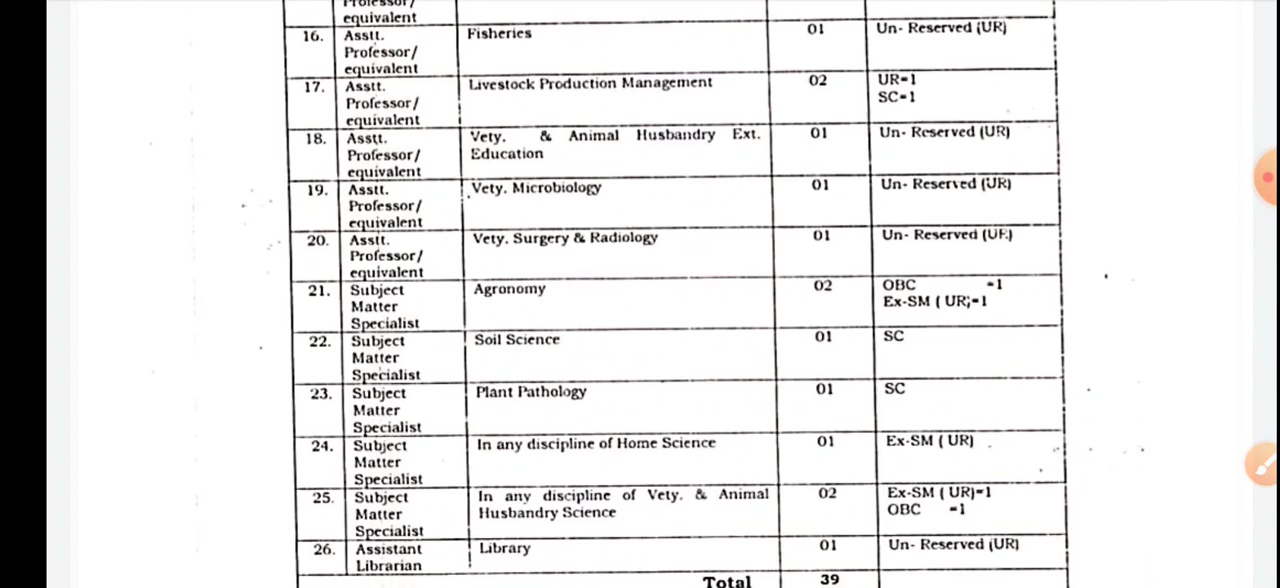 Professor/
equivalent
16. Asstt. Fisheries 01 Un- Reserved (UR)
Professor/
equivalent
17. Asstt. Livestock Production Management 02 UR-1
Professor/ SC-1
equivalent
18. Asstt. Vety. & Animal Husbandry Ext. 01 Un- Reserved (UR)
Professor/ Education
equivalent
19. Asstt. Vety. Microbiology 01 Un- Reserved (UR)
Professor/
equivalent
20. Asstt. Vety. Surgery & Radiology 01 Un- Reserved (UR)
Professor/
equivalent
21. Subject Agronomy 02 OBC -1
Matter Ex-SM ( UR)-1
Specialist
22. Subject Soil Science 01 SC
Matter
Specialist
23. Subject Plant Pathology 01 SC
Matter
Specialist
24. Subject In any discipline of Home Science 01 Ex-SM ( UR)
Matter
Specialist
25. Subject In any discipline of Vety. & Animal 02 Ex-SM ( UR)-1
Matter Husbandry Science OBC -1
Specialist
26. Assistant Library 01 Un- Reserved (UR)
Librarian
Total 39